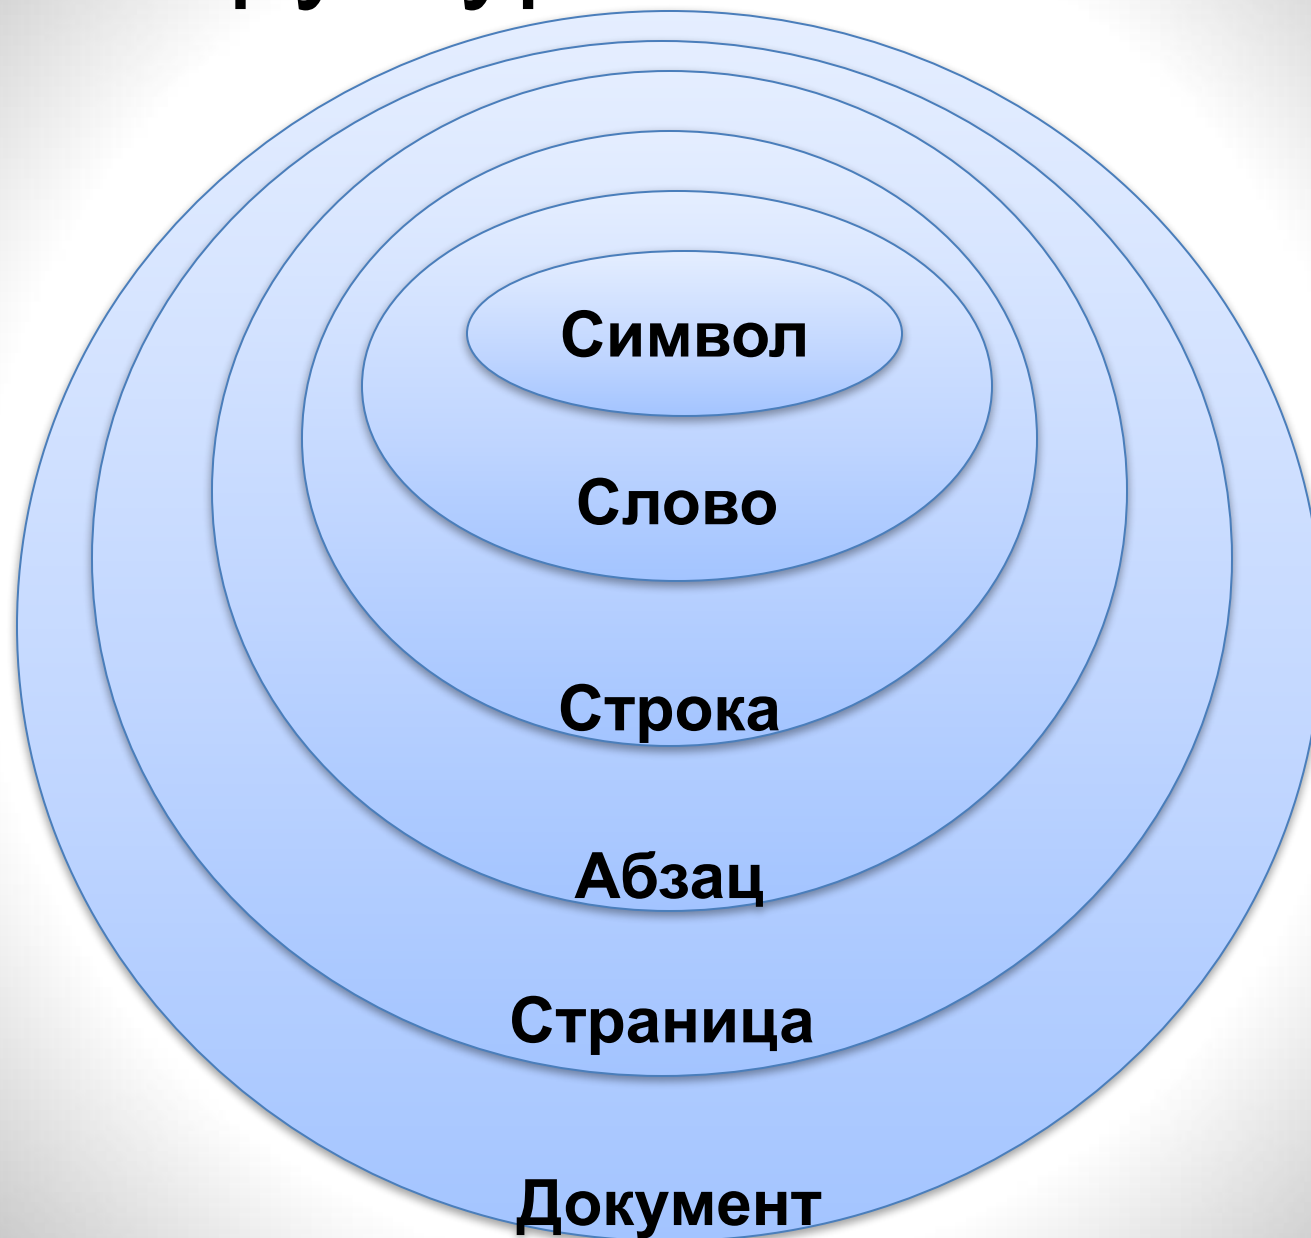 Символ
Слово
Строка
Абзац
Страница
Документ